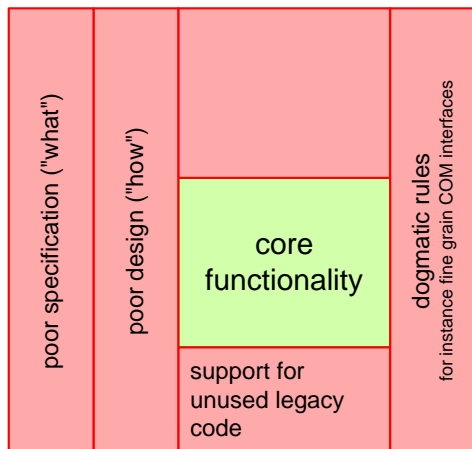 poor specification ("what")
poor design ("how")
core
functionality
support for
unused legacy
code
dogmatic rules
for instance fine grain COM interfaces